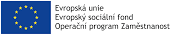 Evropská unie
Evropský sociální fond
Operační program Zaměstnanost